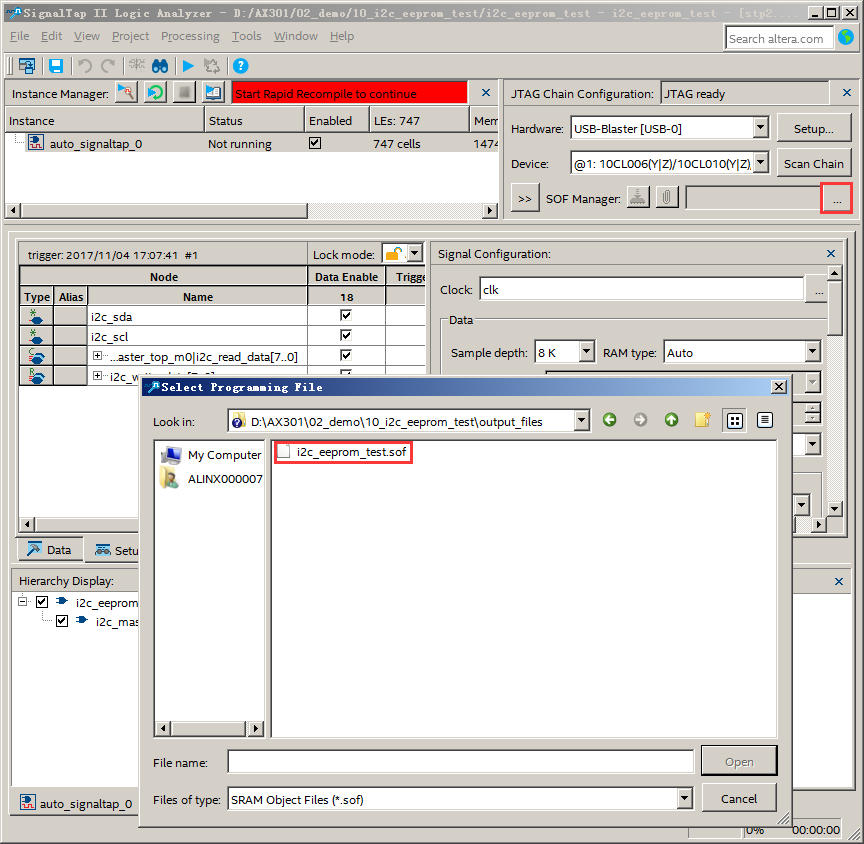 SignalTap II Logic Analyzer - D:/AX301/02_demo/10_i2c_eeprom_test/i2c_eeprom_test - i2c_eeprom_test - [stp2....
File Edit View Project Processing Tools Window Help
Search altera.com
Instance Manager: Start Rapid Recompile to continue
JTAG Chain Configuration: JTAG ready
Instance Status Enabled LEs: 747 Mem
auto_signaltap_0 Not running 747 cells 1474
Hardware: USB-Blaster [USB-0] Setup...
Device: @1: 10CL006(Y|Z)/10CL010(Y|Z), Scan Chain
>> SOF Manager: ...
trigger: 2017/11/04 17:07:41 #1 Lock mode:
Signal Configuration:
Node Data Enable Trigge
Type Alias Name 18
Clock: clk ...
i2c_sda
Data
i2c_scl
...aster_top_m0|i2c_read_data[7..0]
Sample depth: 8 K RAM type: Auto
Select Programming File
Look in: D:\AX301\02_demo\10_i2c_eeprom_test\output_files
My Computer
i2c_eeprom_test.sof
ALINX000007
Data Setu
Hierarchy Display:
i2c_eeprom
i2c_mas
File name: Open
Files of type: SRAM Object Files (*.sof) Cancel
auto_signaltap_0
0% 00:00:00